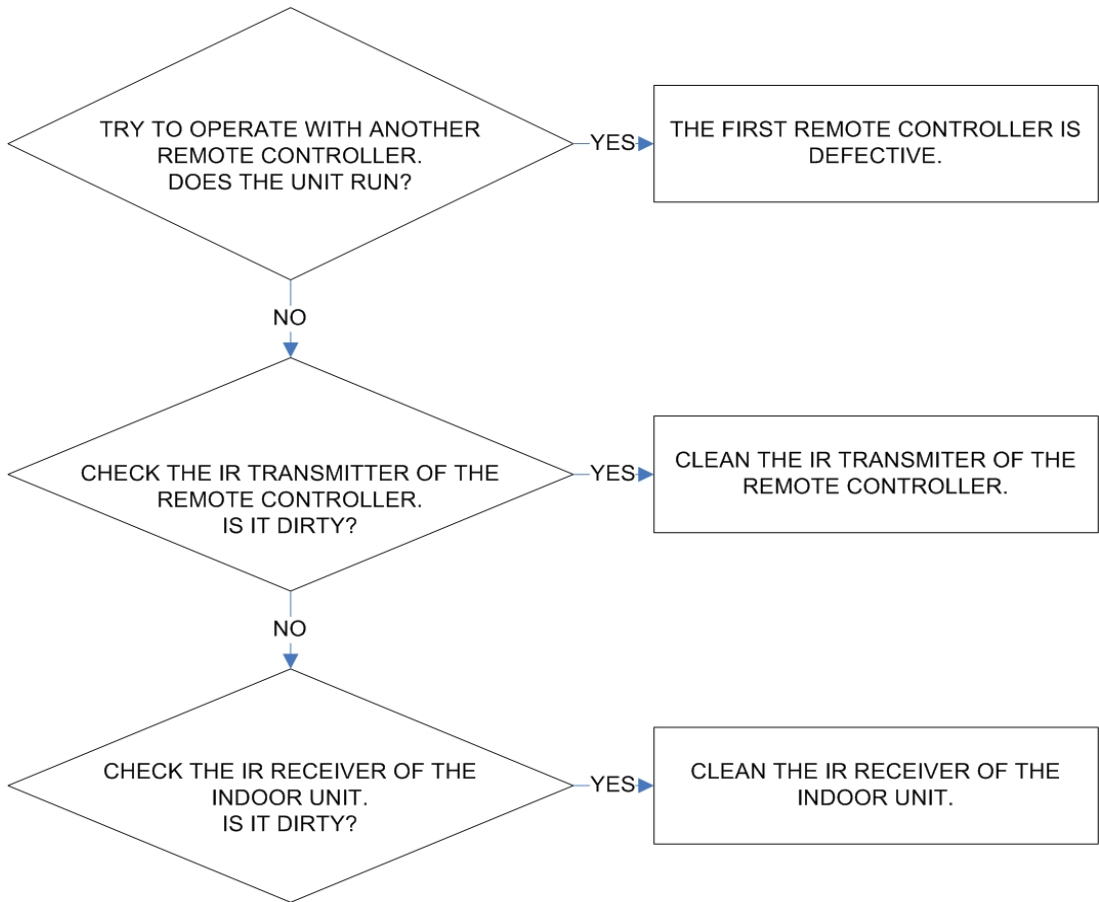 TRY TO OPERATE WITH ANOTHER
REMOTE CONTROLLER.
DOES THE UNIT RUN?
YES
THE FIRST REMOTE CONTROLLER IS
DEFECTIVE.
NO
CHECK THE IR TRANSMITTER OF THE
REMOTE CONTROLLER.
IS IT DIRTY?
YES
CLEAN THE IR TRANSMITER OF THE
REMOTE CONTROLLER.
NO
CHECK THE IR RECEIVER OF THE
INDOOR UNIT.
IS IT DIRTY?
YES
CLEAN THE IR RECEIVER OF THE
INDOOR UNIT.